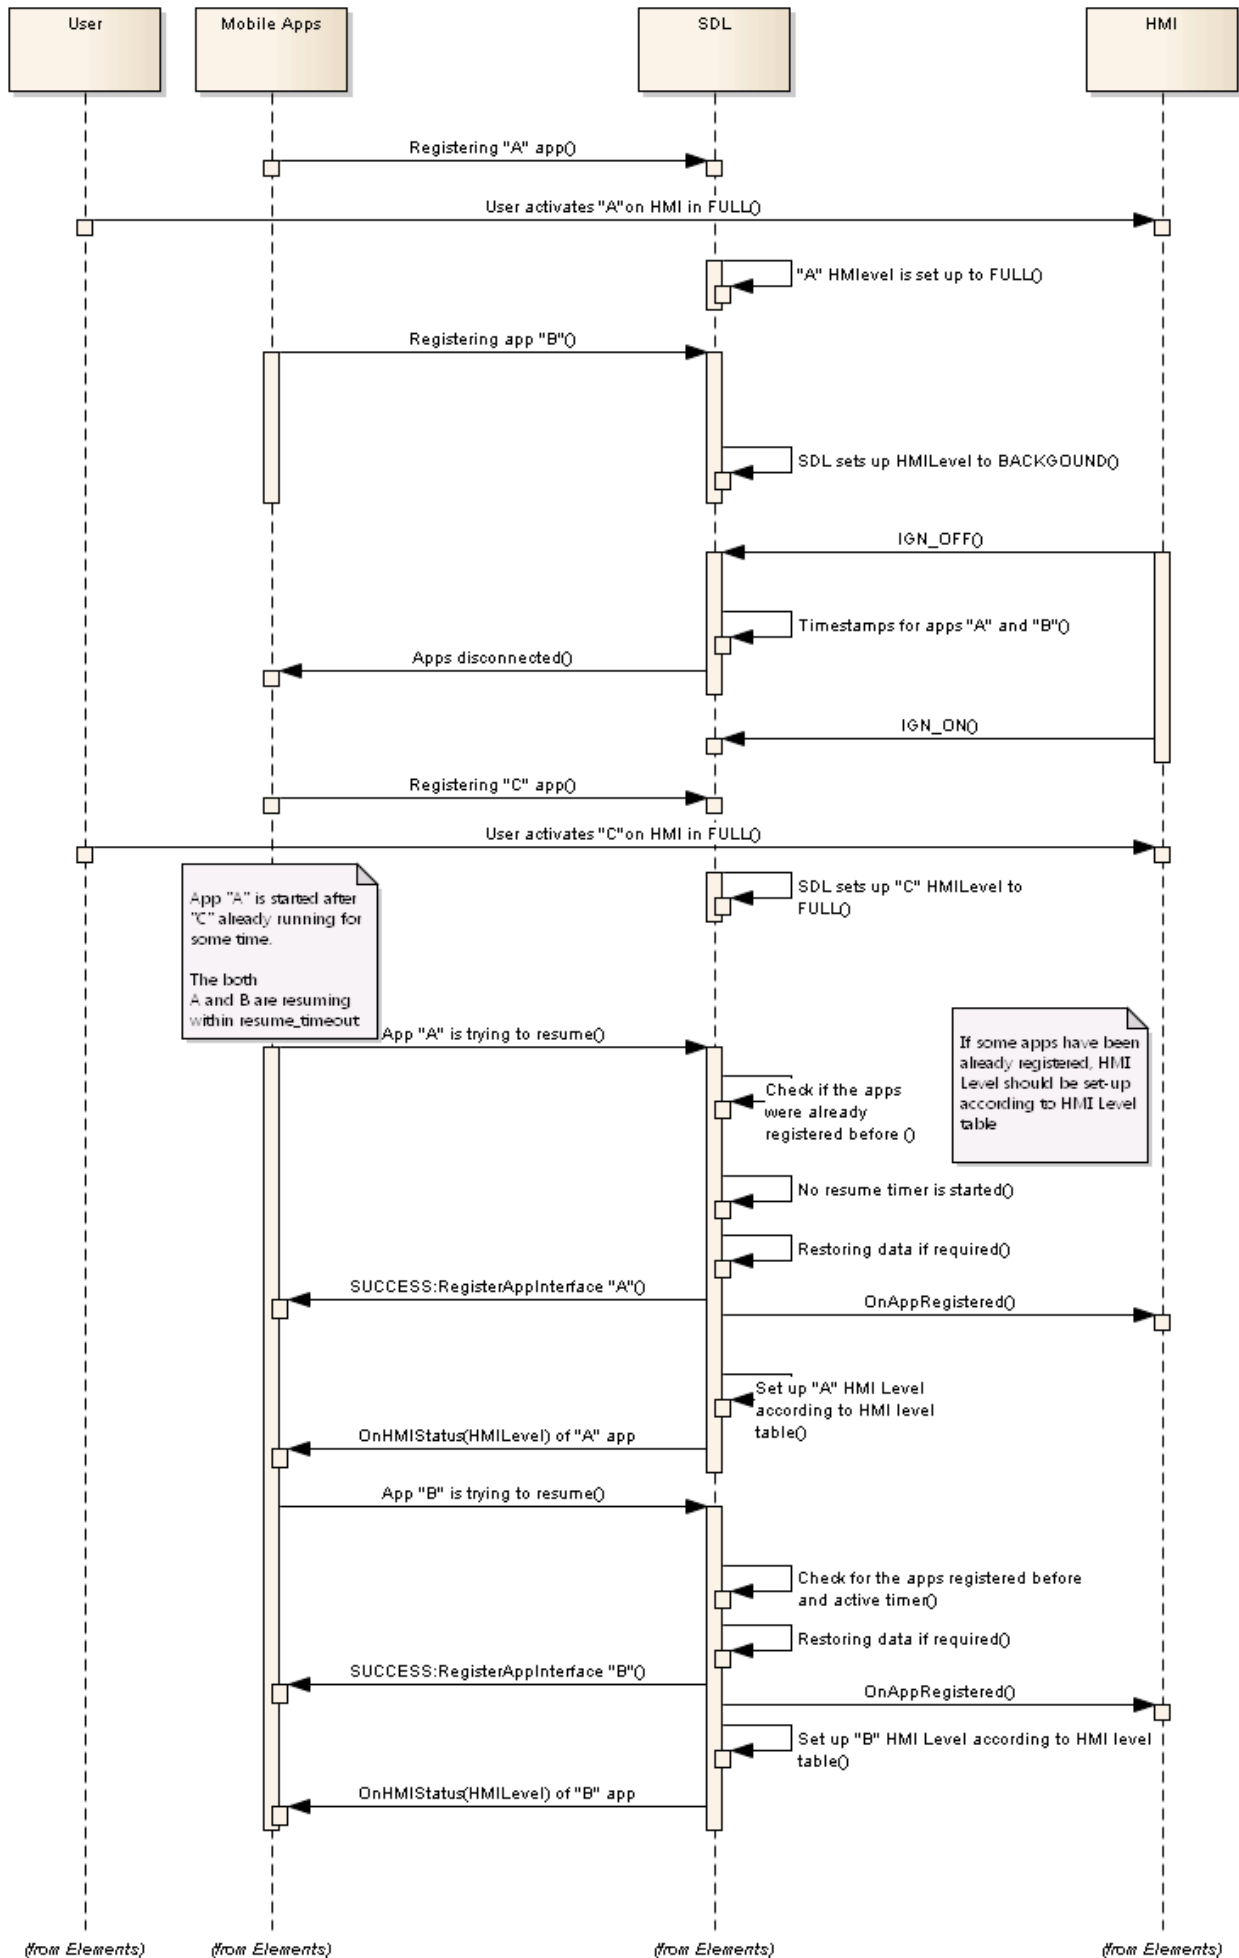 User
Mobile Apps
SDL
HMI
Registering "A" app()
User activates "A"on HMI in FULL()
"A" HMlevel is set up to FULL()
Registering app "B"()
SDL sets up HMILevel to BACKGOUND()
IGN_OFF()
Timestamps for apps "A" and "B"()
Apps disconnected()
IGN_ON()
Registering "C" app()
User activates "C"on HMI in FULL()
SDL sets up "C" HMILevel to
FULL()
App "A" is started after
"C" already running for
some time.
The both
A and B are resuming
within resume_timeout
App "A" is trying to resume()
If some apps have been
already registered, HMI
Level should be set-up
according to HMI Level
table
Check if the apps
were already
registered before ()
No resume timer is started()
Restoring data if required()
SUCCESS:RegisterAppInterface "A"()
OnAppRegistered()
Set up "A" HMI Level
according to HMI level
table()
OnHMIStatus(HMILevel) of "A" app
App "B" is trying to resume()
Check for the apps registered before
and active timer()
Restoring data if required()
SUCCESS:RegisterAppInterface "B"()
OnAppRegistered()
Set up "B" HMI Level according to HMI level
table()
OnHMIStatus(HMILevel) of "B" app
(from Elements)
(from Elements)
(from Elements)
(from Elements)